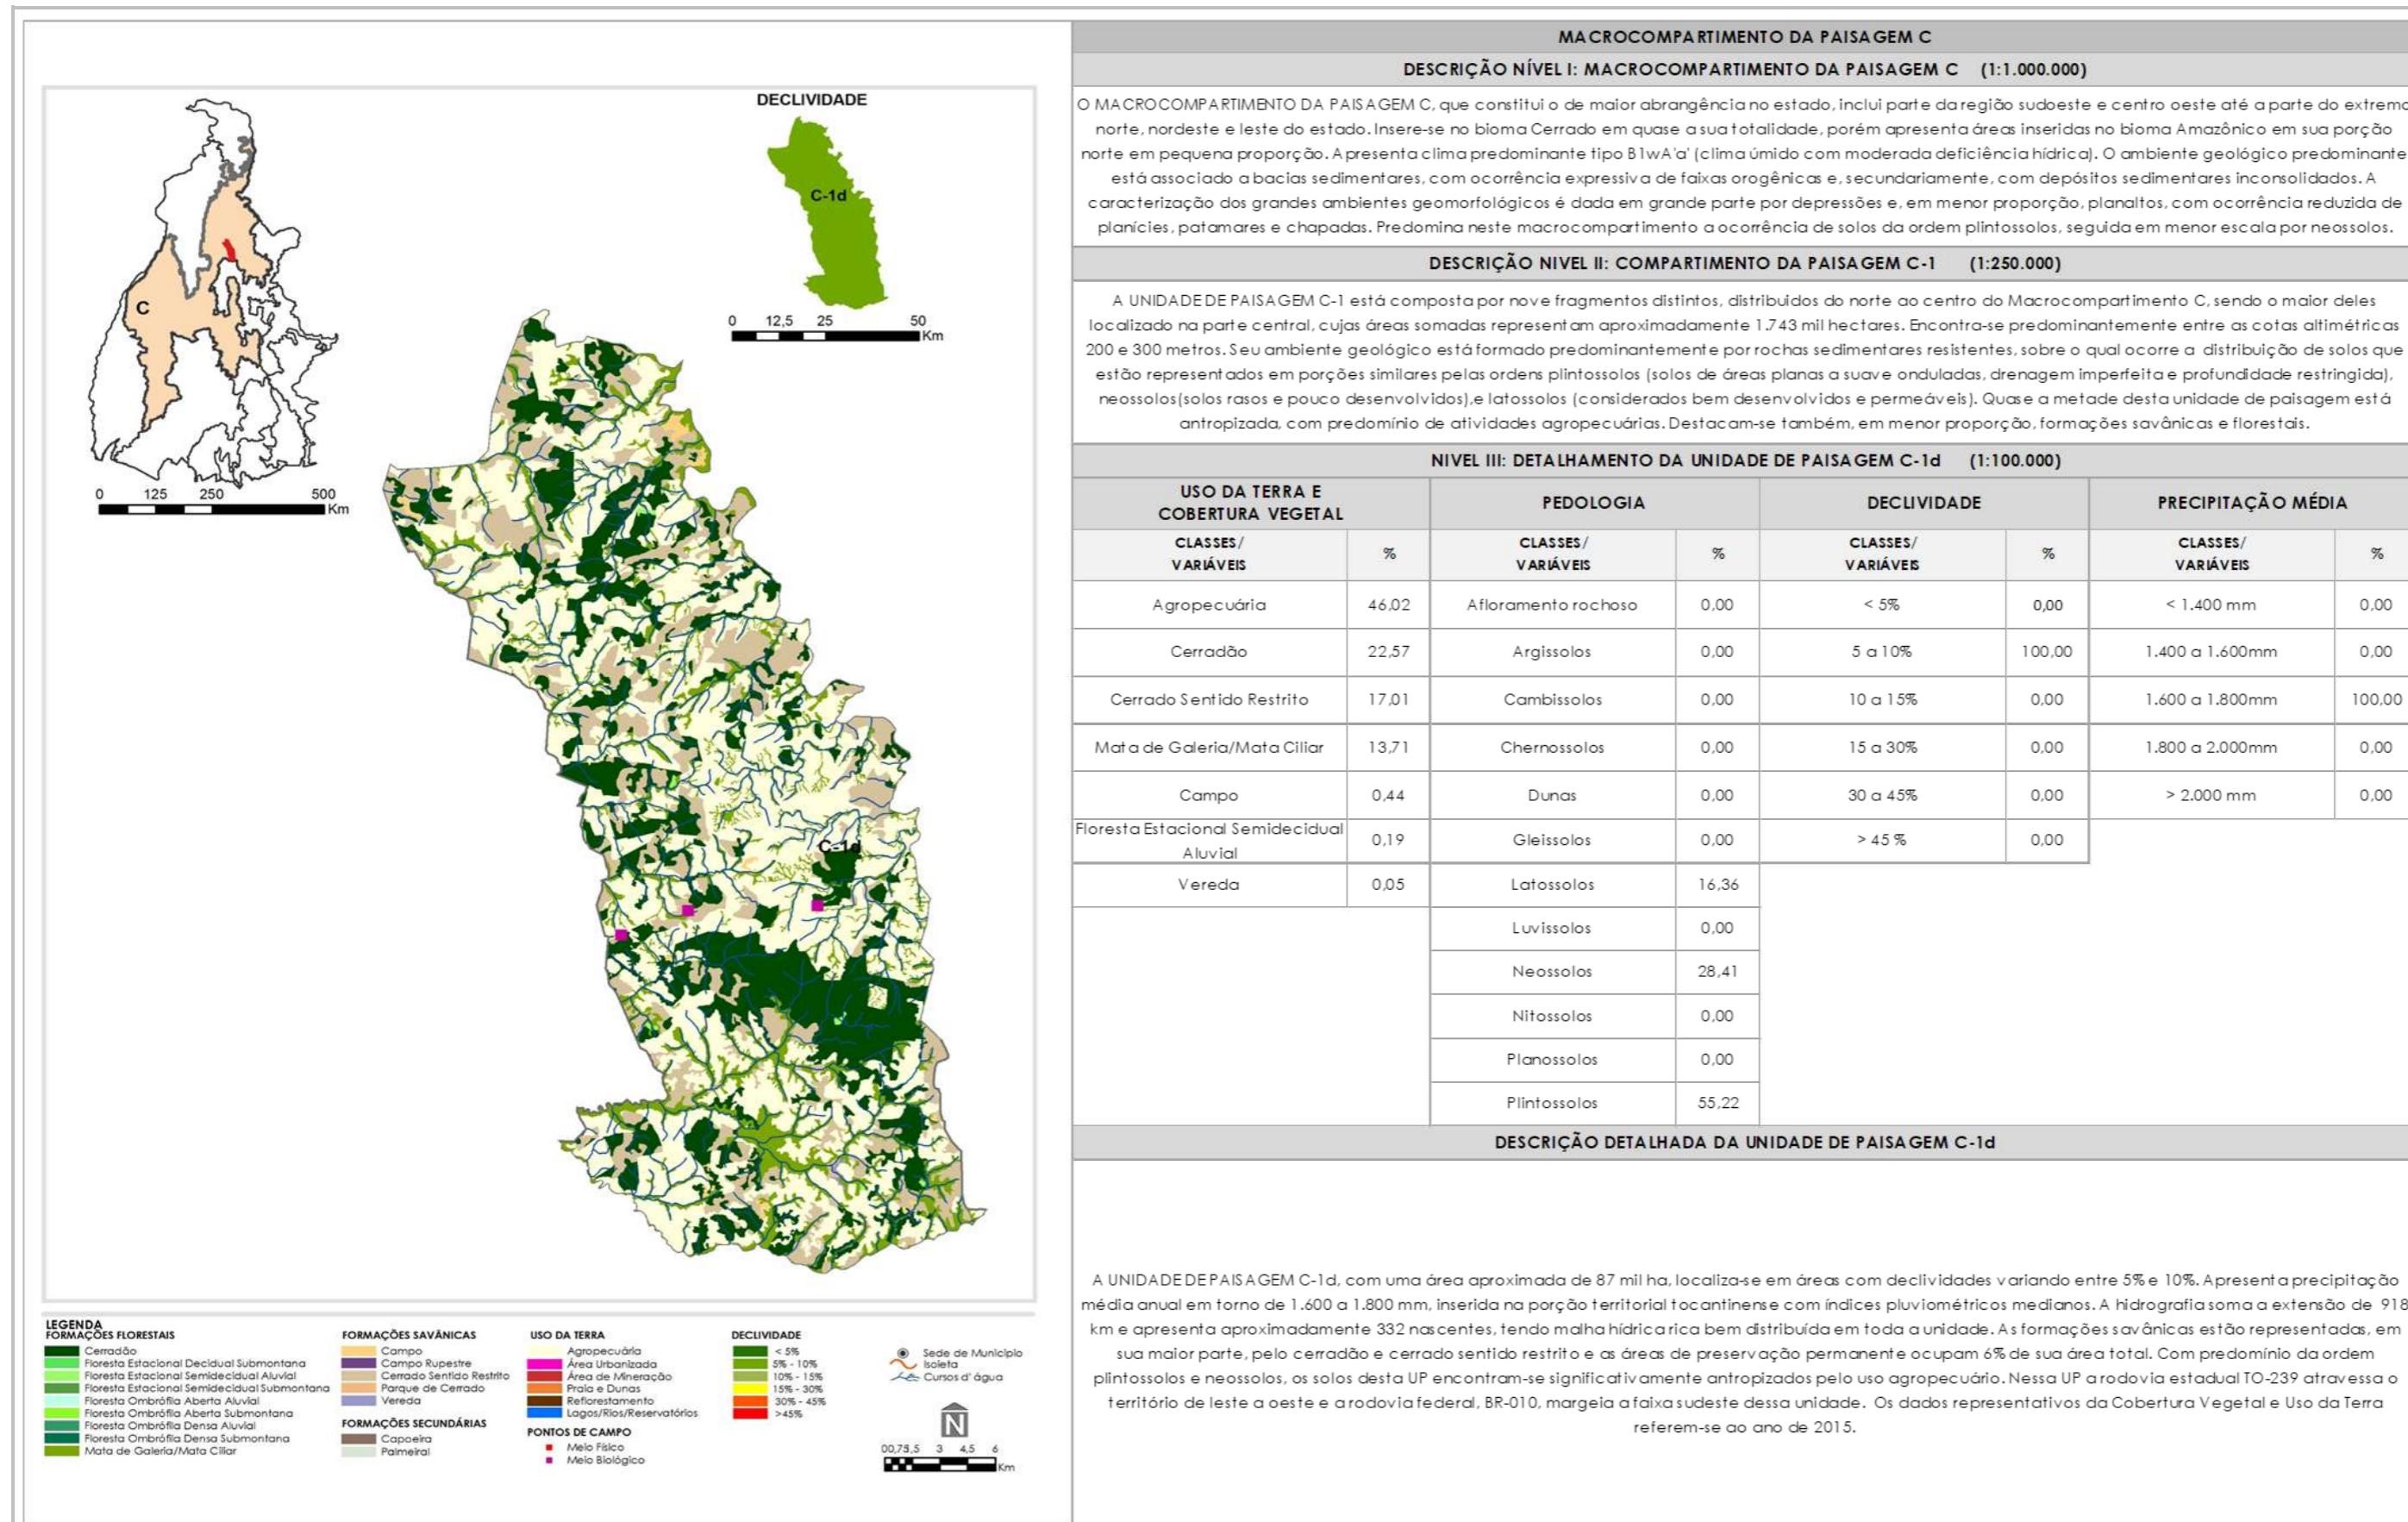 DECLIVIDADE
C-1d
0 12,5 25 50
Km
C
0 125 250 500
Km
C-1d
LEGENDA
FORMAÇÕES FLORESTAIS
Cerradão
Floresta Estacional Decidual Submontana
Floresta Estacional Semidecidual Aluvial
Floresta Estacional Semidecidual Submontana
Floresta Ombrófila Aberta Aluvial
Floresta Ombrófila Aberta Submontana
Floresta Ombrófila Densa Aluvial
Floresta Ombrófila Densa Submontana
Mata de Galeria/Mata Ciliar
FORMAÇÕES SAVÂNICAS
Campo
Campo Rupestre
Cerrado Sentido Restrito
Parque de Cerrado
Vereda
FORMAÇÕES SECUNDÁRIAS
Capoeira
Palmeiral
USO DA TERRA
Agropecuária
Área Urbanizada
Área de Mineração
Praia e Dunas
Reflorestamento
Lagos/Rios/Reservatórios
PONTOS DE CAMPO
Meio Físico
Meio Biológico
DECLIVIDADE
< 5%
5% - 10%
10% - 15%
15% - 30%
30% - 45%
>45%
Sede de Município
Isoieta
Cursos d' água
N
00,75 1,5 3 4,5 6
Km
MACROCOMPARTIMENTO DA PAISAGEM C
DESCRIÇÃO NÍVEL I: MACROCOMPARTIMENTO DA PAISAGEM C (1:1.000.000)
O MACROCOMPARTIMENTO DA PAISAGEM C, que constitui o de maior abrangência no estado, inclui parte da região sudoeste e centro oeste até a parte do extremo
norte, nordeste e leste do estado. Insere-se no bioma Cerrado em quase a sua totalidade, porém apresenta áreas inseridas no bioma Amazônico em sua porção
norte em pequena proporção. Apresenta clima predominante tipo B1wA'a' (clima úmido com moderada deficiência hídrica). O ambiente geológico predominante
está associado a bacias sedimentares, com ocorrência expressiva de faixas orogênicas e, secundariamente, com depósitos sedimentares inconsolidados. A
caracterização dos grandes ambientes geomorfológicos é dada em grande parte por depressões e, em menor proporção, planaltos, com ocorrência reduzida de
planícies, patamares e chapadas. Predomina neste macrocompartimento a ocorrência de solos da ordem plintossolos, seguida em menor escala por neossolos.
DESCRIÇÃO NIVEL II: COMPARTIMENTO DA PAISAGEM C-1 (1:250.000)
A UNIDADE DE PAISAGEM C-1 está composta por nove fragmentos distintos, distribuidos do norte ao centro do Macrocompartimento C, sendo o maior deles
localizado na parte central, cujas áreas somadas representam aproximadamente 1.743 mil hectares. Encontra-se predominantemente entre as cotas altimétricas
200 e 300 metros. Seu ambiente geológico está formado predominantemente por rochas sedimentares resistentes, sobre o qual ocorre a distribuição de solos que
estão representados em porções similares pelas ordens plintossolos (solos de áreas planas a suave onduladas, drenagem imperfeita e profundidade restringida),
neossolos(solos rasos e pouco desenvolvidos),e latossolos (considerados bem desenvolvidos e permeáveis). Quase a metade desta unidade de paisagem está
antropizada, com predomínio de atividades agropecuárias. Destacam-se também, em menor proporção, formações savânicas e florestais.
NIVEL III: DETALHAMENTO DA UNIDADE DE PAISAGEM C-1d (1:100.000)
USO DA TERRA E
COBERTURA VEGETAL PEDOLOGIA DECLIVIDADE PRECIPITAÇÃO MÉDIA
CLASSES/ VARIÁVEIS % CLASSES/ VARIÁVEIS % CLASSES/ VARIÁVEIS % CLASSES/ VARIÁVEIS %
Agropecuária 46,02 Afloramento rochoso 0,00 < 5% 0,00 < 1.400 mm 0,00
Cerradão 22,57 Argissolos 0,00 5 a 10% 100,00 1.400 a 1.600mm 0,00
Cerrado Sentido Restrito 17,01 Cambissolos 0,00 10 a 15% 0,00 1.600 a 1.800mm 100,00
Mata de Galeria/Mata Ciliar 13,71 Chernossolos 0,00 15 a 30% 0,00 1.800 a 2.000mm 0,00
Campo 0,44 Dunas 0,00 30 a 45% 0,00 > 2.000 mm 0,00
Floresta Estacional Semidecidual Aluvial 0,19 Gleissolos 0,00 > 45 % 0,00
Vereda 0,05 Latossolos 16,36
Luvissolos 0,00
Neossolos 28,41
Nitossolos 0,00
Planossolos 0,00
Plintossolos 55,22
DESCRIÇÃO DETALHADA DA UNIDADE DE PAISAGEM C-1d
A UNIDADE DE PAISAGEM C-1d, com uma área aproximada de 87 mil ha, localiza-se em áreas com declividades variando entre 5% e 10%. Apresenta precipitação
média anual em torno de 1.600 a 1.800 mm, inserida na porção territorial tocantinense com índices pluviométricos medianos. A hidrografia soma a extensão de 918
km e apresenta aproximadamente 332 nascentes, tendo malha hídrica rica bem distribuída em toda a unidade. As formações savânicas estão representadas, em
sua maior parte, pelo cerradão e cerrado sentido restrito e as áreas de preservação permanente ocupam 6% de sua área total. Com predomínio da ordem
plintossolos e neossolos, os solos desta UP encontram-se significativamente antropizados pelo uso agropecuário. Nessa UP a rodovia estadual TO-239 atravessa o
território de leste a oeste e a rodovia federal, BR-010, margeia a faixa sudeste dessa unidade. Os dados representativos da Cobertura Vegetal e Uso da Terra
referem-se ao ano de 2015.